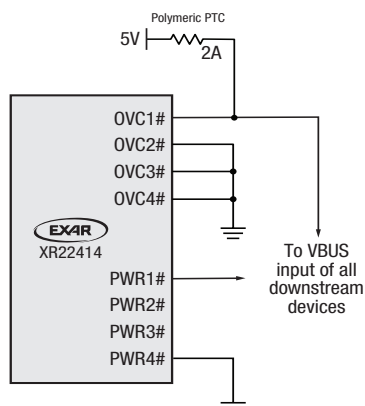 Polymeric PTC
5V
2A
OVC1#
OVC2#
OVC3#
OVC4#
EXAR
XR22414
PWR1#
PWR2#
PWR3#
PWR4#
To VBUS
input of all
downstream
devices